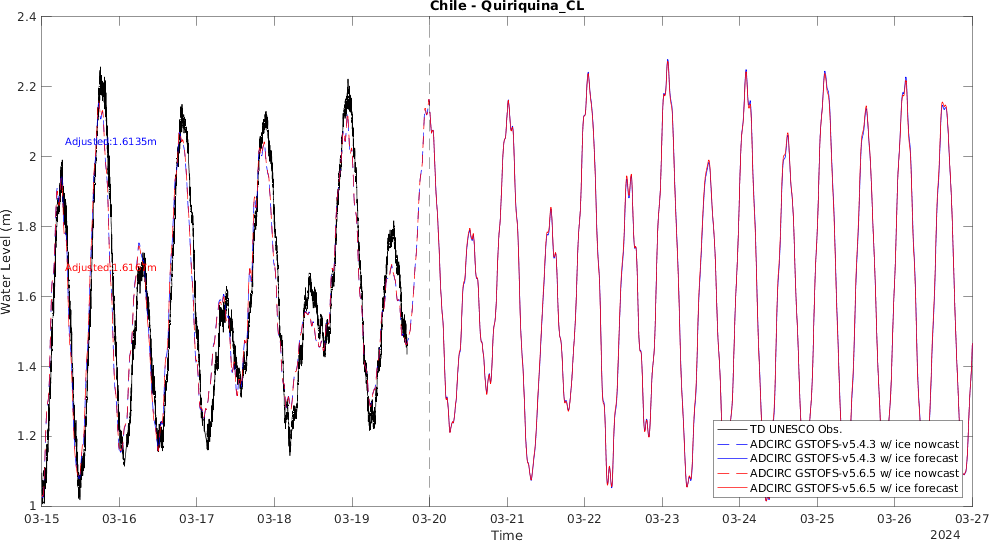 Chile - Quiriquina_CL
2.4
2.2
2
1.8
1.6
1.4
1.2
1
Water Level (m)
Adjusted:1.6135m
TD UNESCO Obs.
ADCIRC GSTOFS-v5.4.3 w/ ice nowcast
ADCIRC GSTOFS-v5.4.3 w/ ice forecast
ADCIRC GSTOFS-v5.6.5 w/ ice nowcast
ADCIRC GSTOFS-v5.6.5 w/ ice forecast
03-15 03-16 03-17 03-18 03-19 03-20 03-21 03-22 03-23 03-24 03-25 03-26 03-27
Time
2024